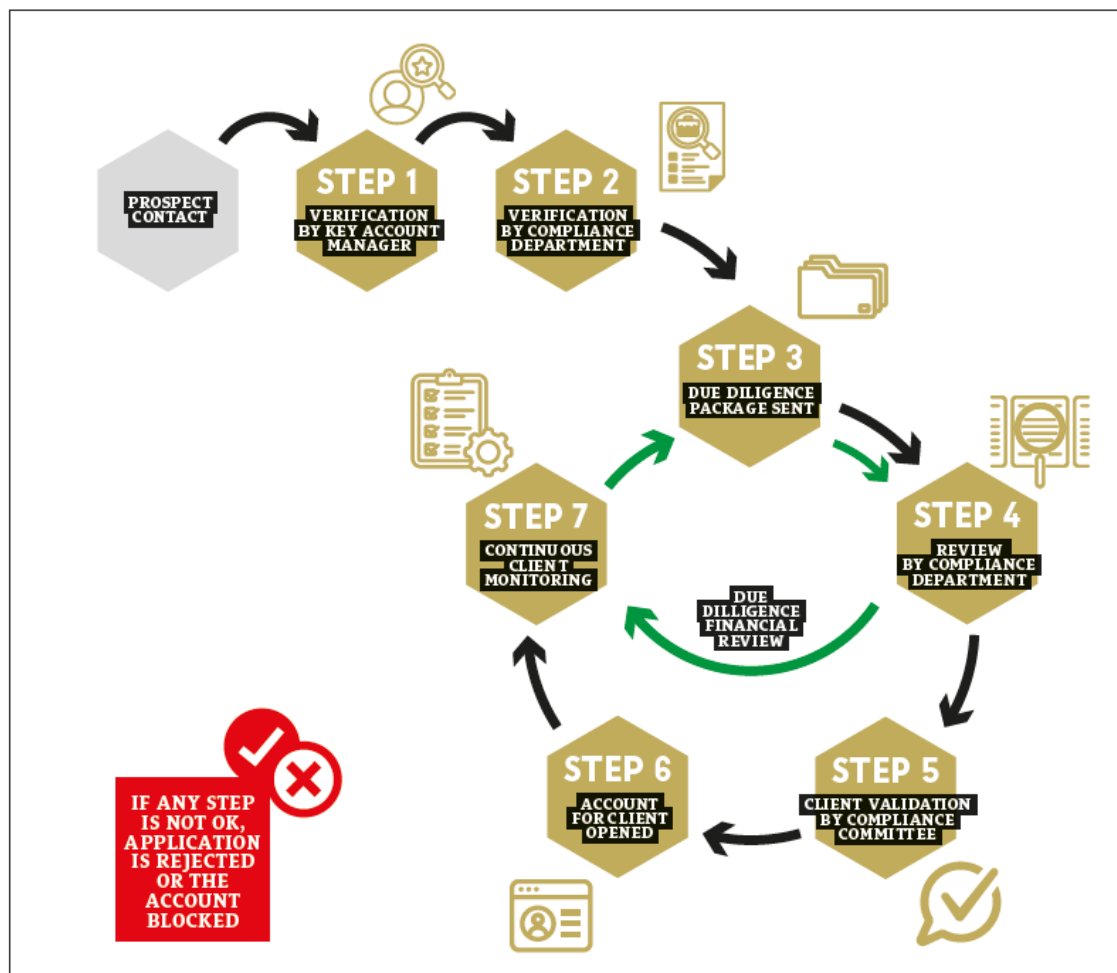 PROSPECT
CONTACT
STEP 1
VERIFICATION
BY KEY ACCOUNT
MANAGER
STEP 2
VERIFICATION
BY COMPLIANCE
DEPARTMENT
STEP 3
DUE DILIGENCE
PACKAGE SENT
STEP 4
REVIEW
BY COMPLIANCE
DEPARTMENT
STEP 7
CONTINUOUS
CLIENT
MONITORING
DUE
DILLIGENCE
FINANCIAL
REVIEW
STEP 6
ACCOUNT
FOR CLIENT
OPENED
STEP 5
CLIENT VALIDATION
BY COMPLIANCE
COMMITTEE
IF ANY STEP
IS NOT OK,
APPLICATION
IS REJECTED
OR THE
ACCOUNT
BLOCKED